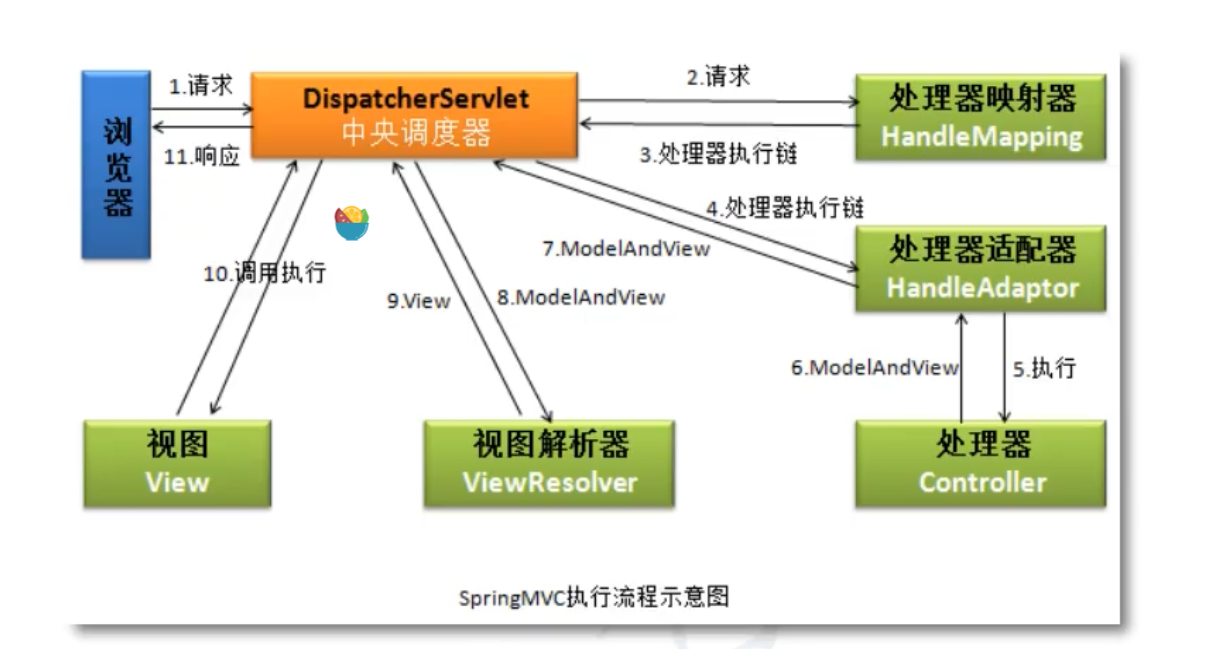 1.请求
2.请求
DispatcherServlet
中央调度器
处理器映射器
HandleMapping
浏览器
11.响应
3.处理器执行链
4.处理器执行链
7.ModelAndView
处理器适配器
HandleAdaptor
10.调用执行
9.View
8.ModelAndView
6.ModelAndView
5.执行
视图
View
视图解析器
ViewResolver
处理器
Controller
SpringMVC执行流程示意图